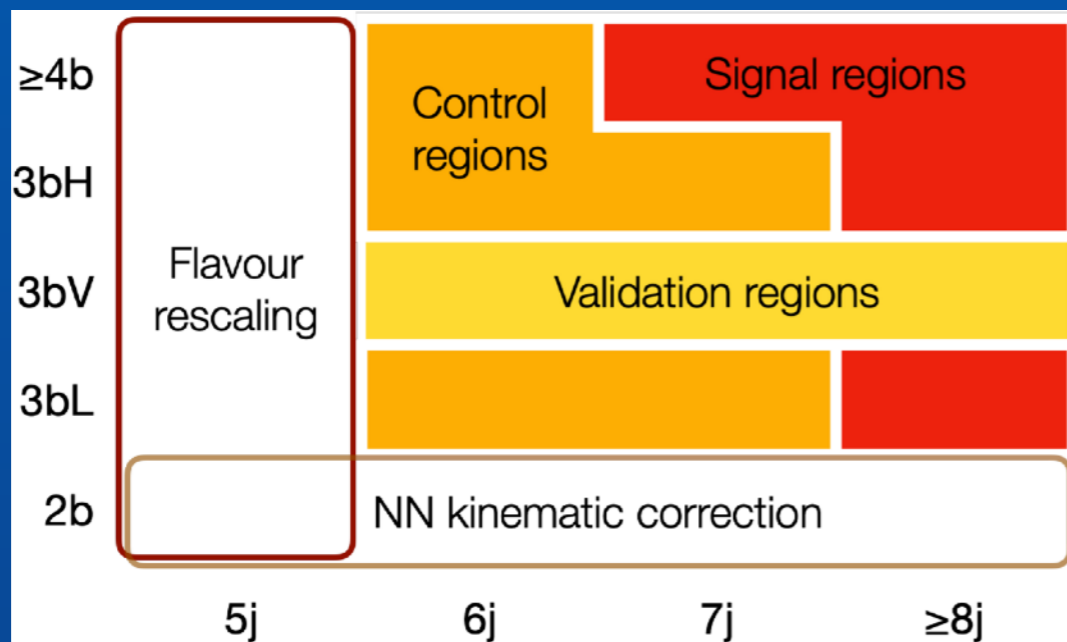 ≥4b
Control
regions
Signal regions
3bH
Flavour
rescaling
3bV
Validation regions
3bL
2b
NN kinematic correction
5j
6j
7j
≥8j